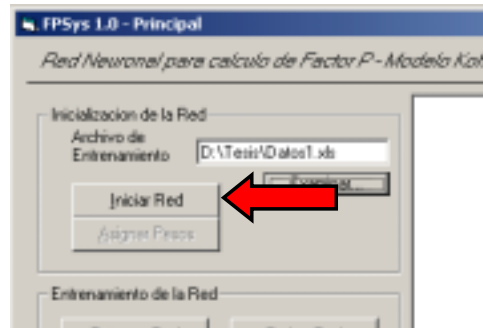 FPSys 1.0 - Principal
Red Neuronal para calculo de Factor P - Modelo
Inicializacion de la Red
Archivo de
Entrenamiento D:\Tesis\Datos1.xls
Examinar...
Iniciar Red
Asignar Pesos
Entrenamiento de la Red